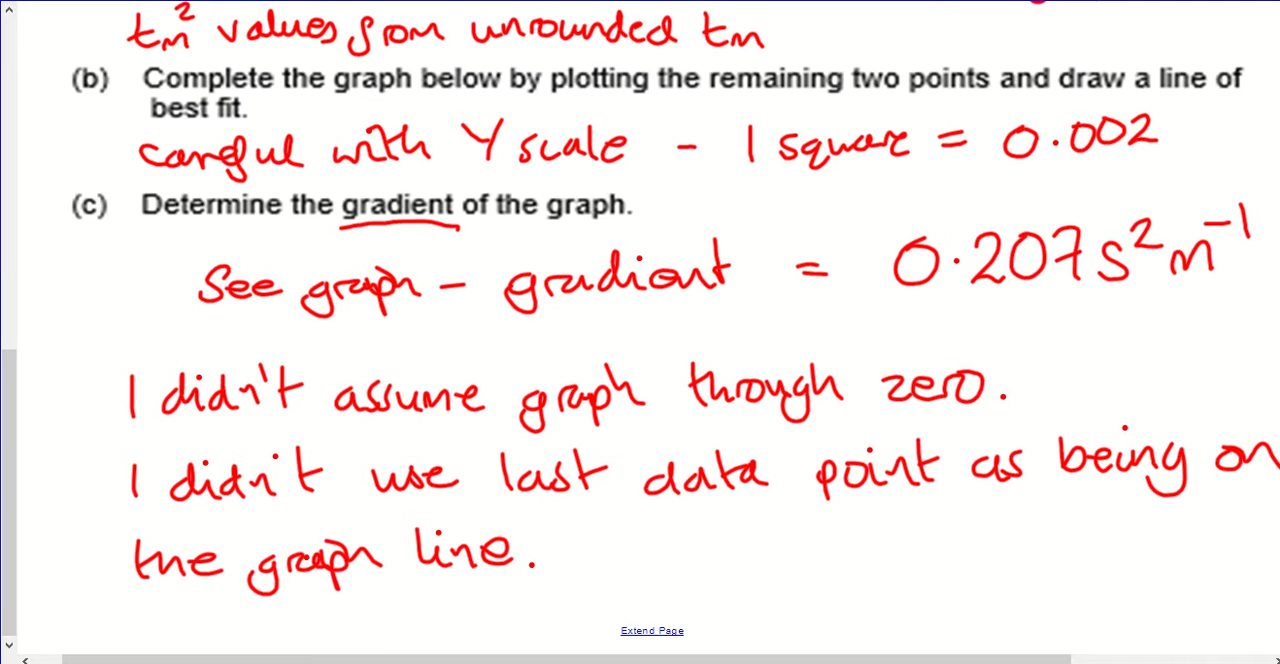 tm² values from unrounded tm
(b) Complete the graph below by plotting the remaining two points and draw a line of
best fit.
careful with Y scale - 1 square = 0.002
(c) Determine the gradient of the graph.
See graph - gradient = 0.207 s² m⁻¹
I didn't assume graph through zero.
I didn't use last data point as being on
the graph line.
Extend Page